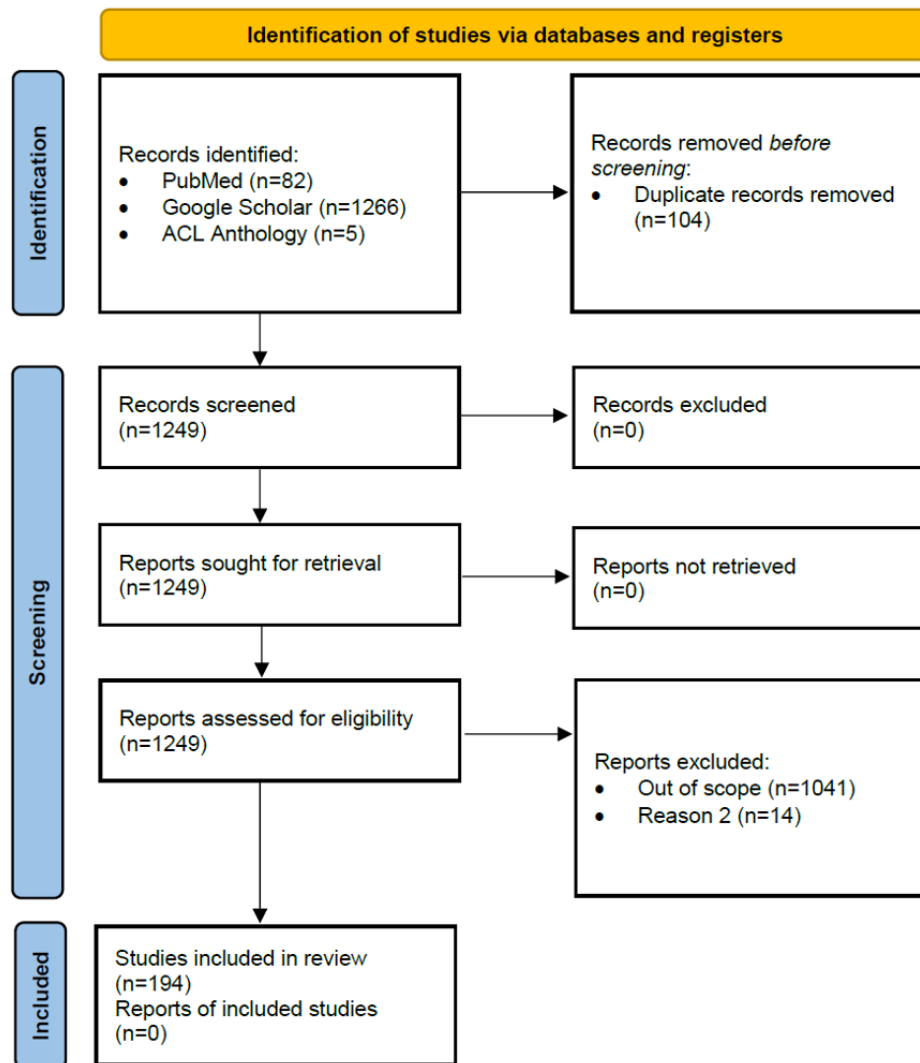 Identification of studies via databases and registers
Identification
Records identified:
• PubMed (n=82)
• Google Scholar (n=1266)
• ACL Anthology (n=5)
Records removed before
screening:
• Duplicate records removed
(n=104)
Screening
Records screened
(n=1249)
Records excluded
(n=0)
Reports sought for retrieval
(n=1249)
Reports not retrieved
(n=0)
Reports assessed for eligibility
(n=1249)
Reports excluded:
• Out of scope (n=1041)
• Reason 2 (n=14)
Included
Studies included in review
(n=194)
Reports of included studies
(n=0)